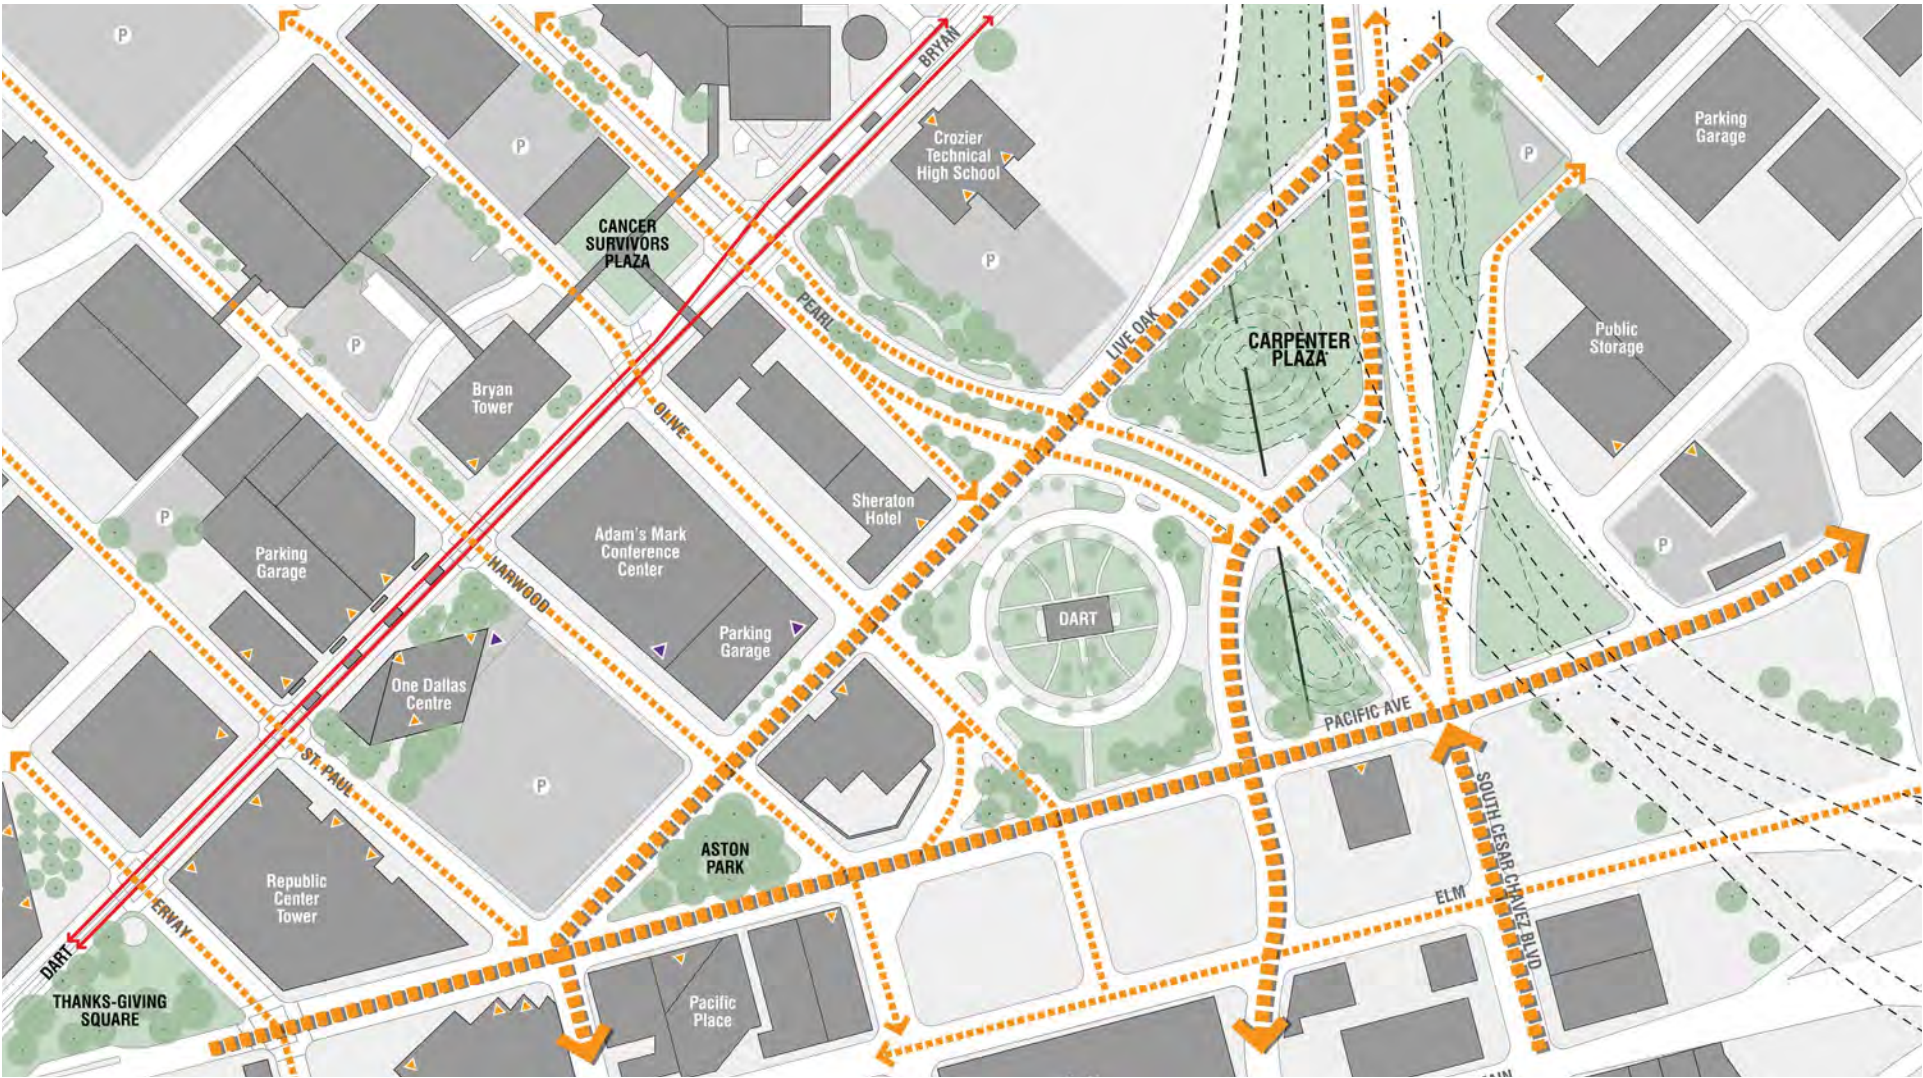 P
BRYAN
Crozier
Technical
High School
P
P
Parking
Garage
P
CANCER
SURVIVORS
PLAZA
P
PEARL
LIVE OAK
CARPENTER
PLAZA
Public
Storage
P
Bryan
Tower
OLIVE
Sheraton
Hotel
P
Parking
Garage
Adam's Mark
Conference
Center
P
HARWOOD
DART
Parking
Garage
One Dallas
Centre
PACIFIC AVE
ST. PAUL
P
SOUTH CESAR CHAVEZ BLVD
ASTON
PARK
Republic
Center
Tower
ELM
ERVAY
DART
THANKS-GIVING
SQUARE
Pacific
Place